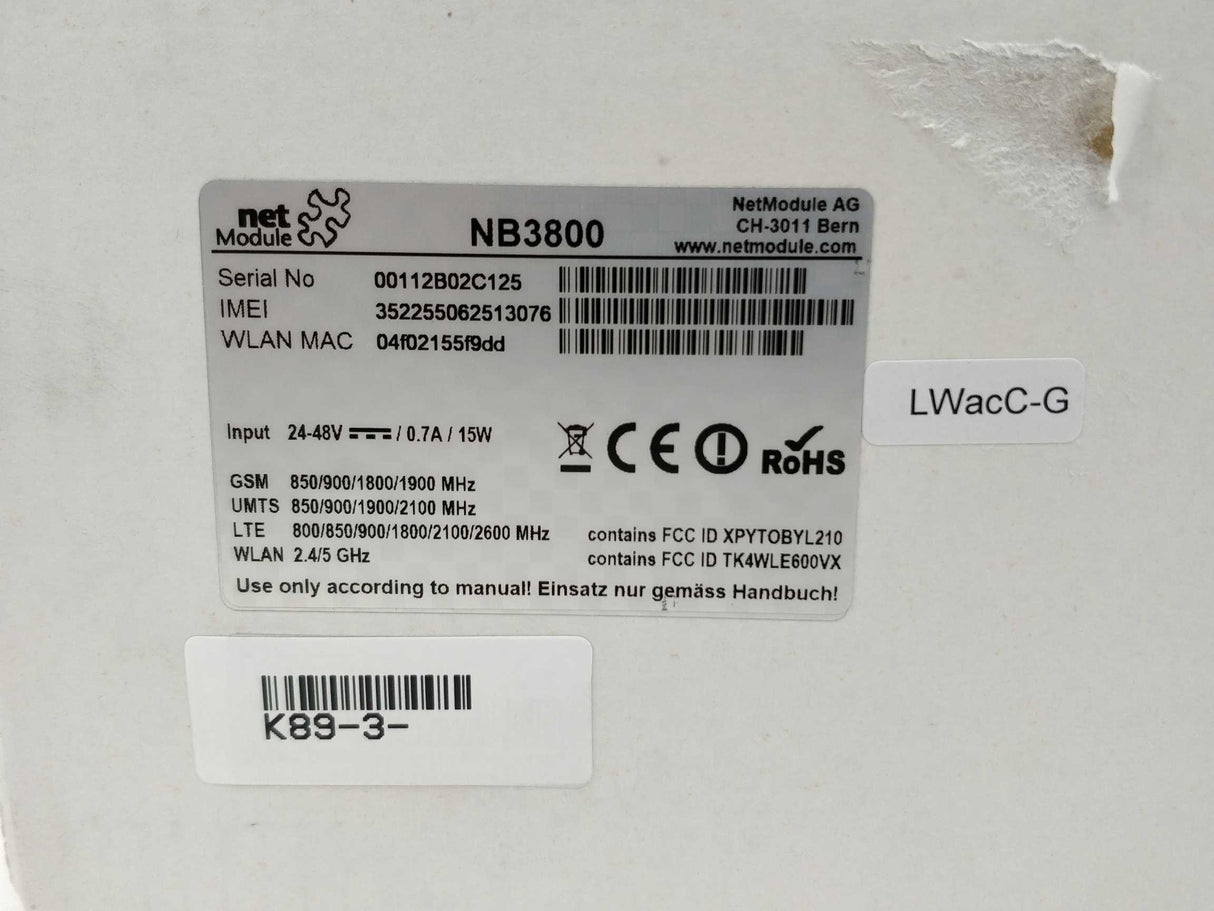 net
Module
NB3800
NetModule AG
CH-3011 Bern
www.netmodule.com
Serial No 00112B02C125
IMEI 352255062513076
WLAN MAC 04f02155f9dd
LWacC-G
Input 24-48V / 0.7A / 15W
CE
RoHS
GSM 850/900/1800/1900 MHz
UMTS 850/900/1900/2100 MHz
LTE 800/850/900/1800/2100/2600 MHz contains FCC ID XPYTOBYL210
WLAN 2.4/5 GHz contains FCC ID TK4WLE600VX
Use only according to manual! Einsatz nur gemäss Handbuch!
K89-3-